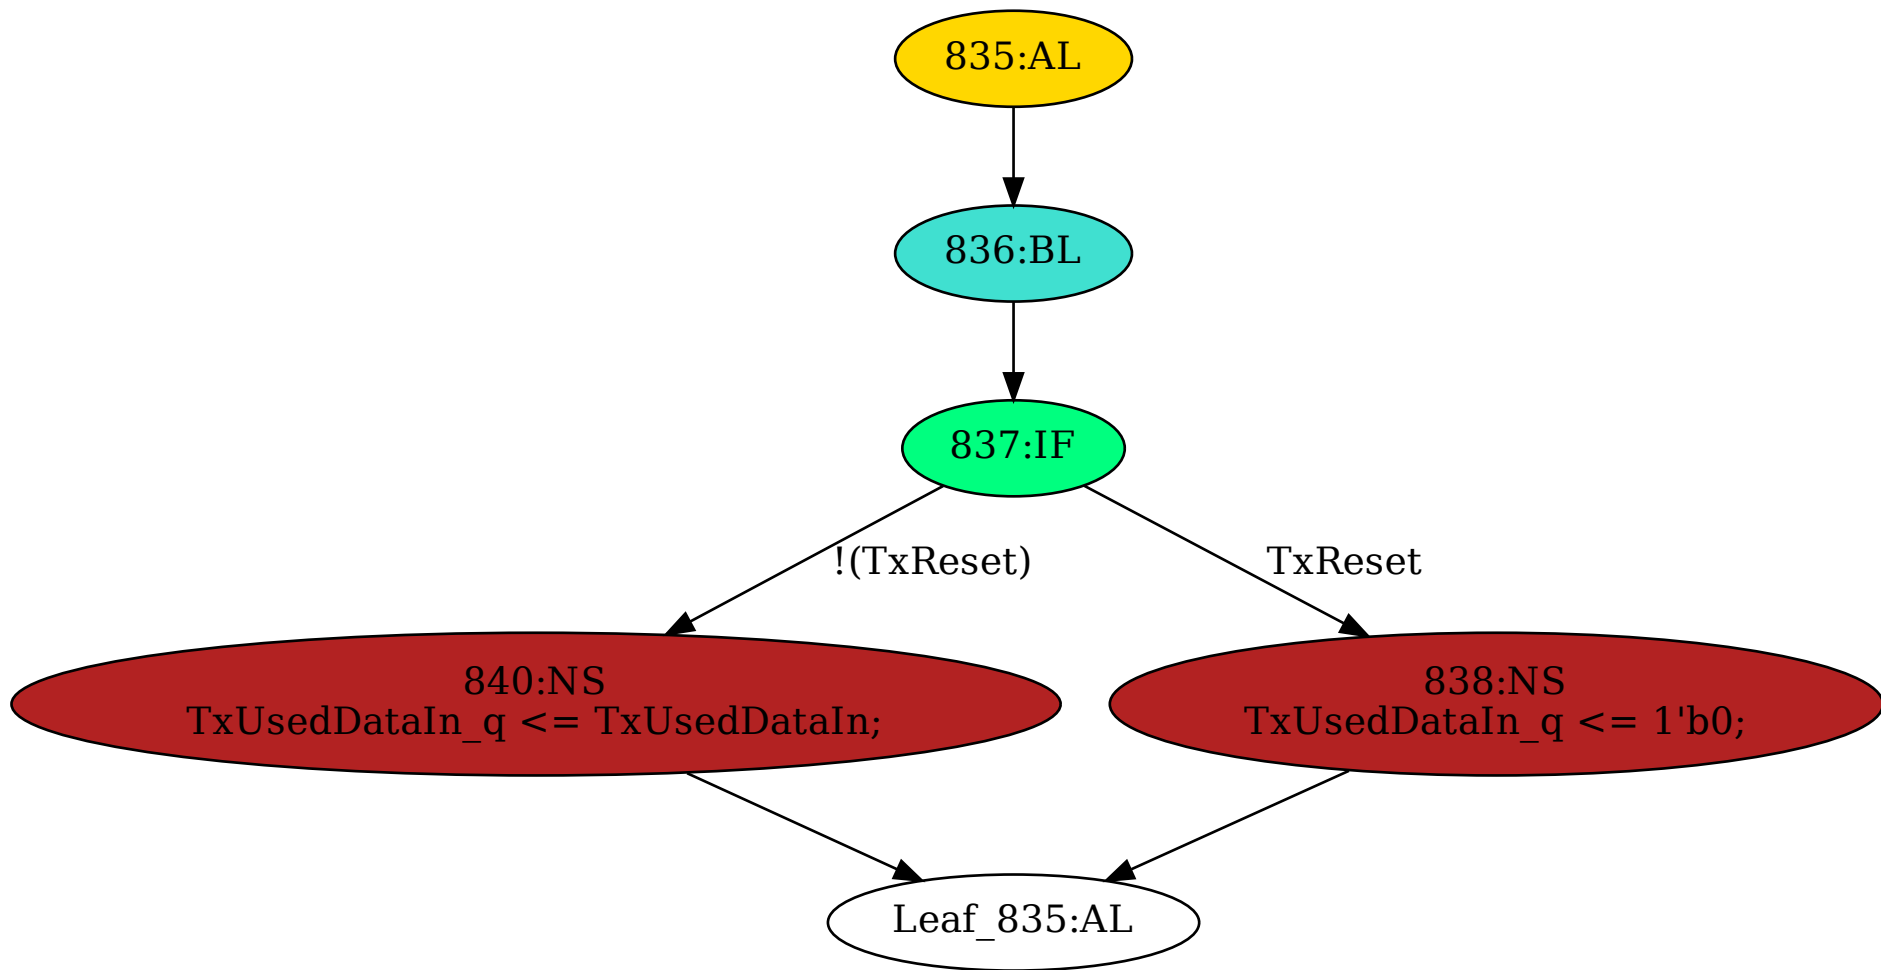 835:AL
836:BL
837:IF
!(TxReset)
TxReset
840:NS
TxUsedDataIn_q <= TxUsedDataIn;
838:NS
TxUsedDataIn_q <= 1'b0;
Leaf_835:AL